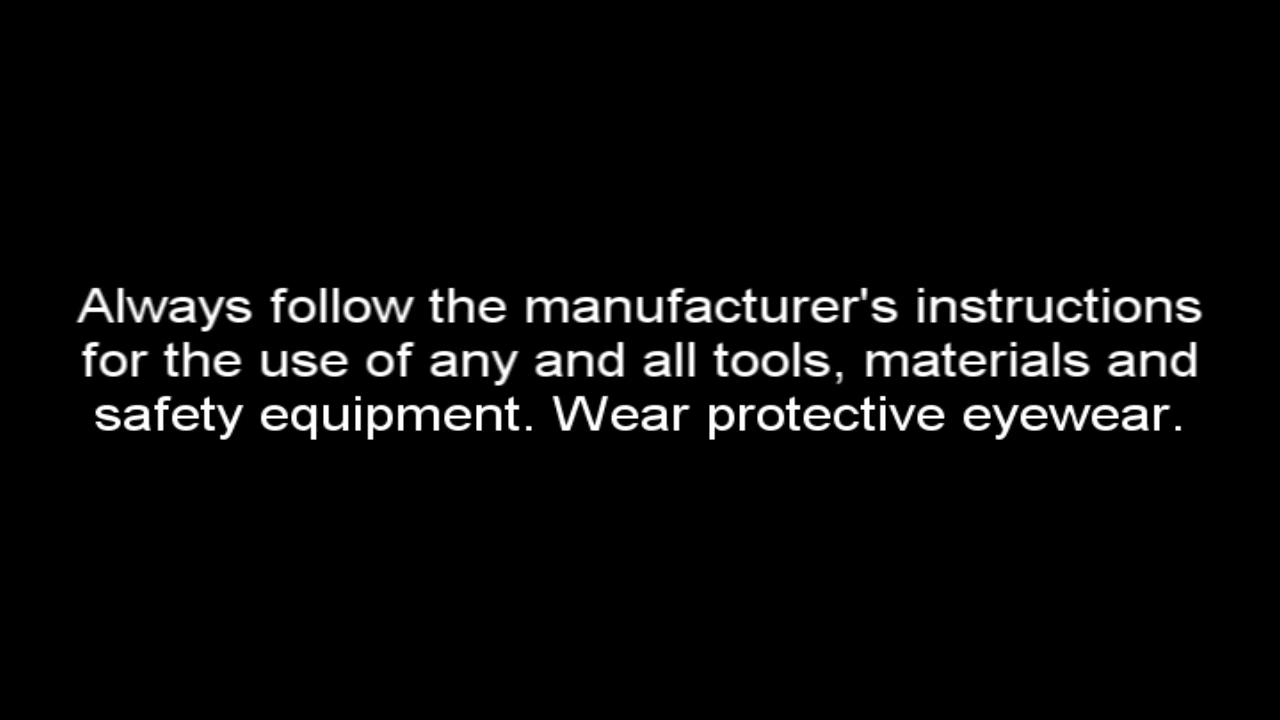 Always follow the manufacturer's instructions
for the use of any and all tools, materials and
safety equipment. Wear protective eyewear.